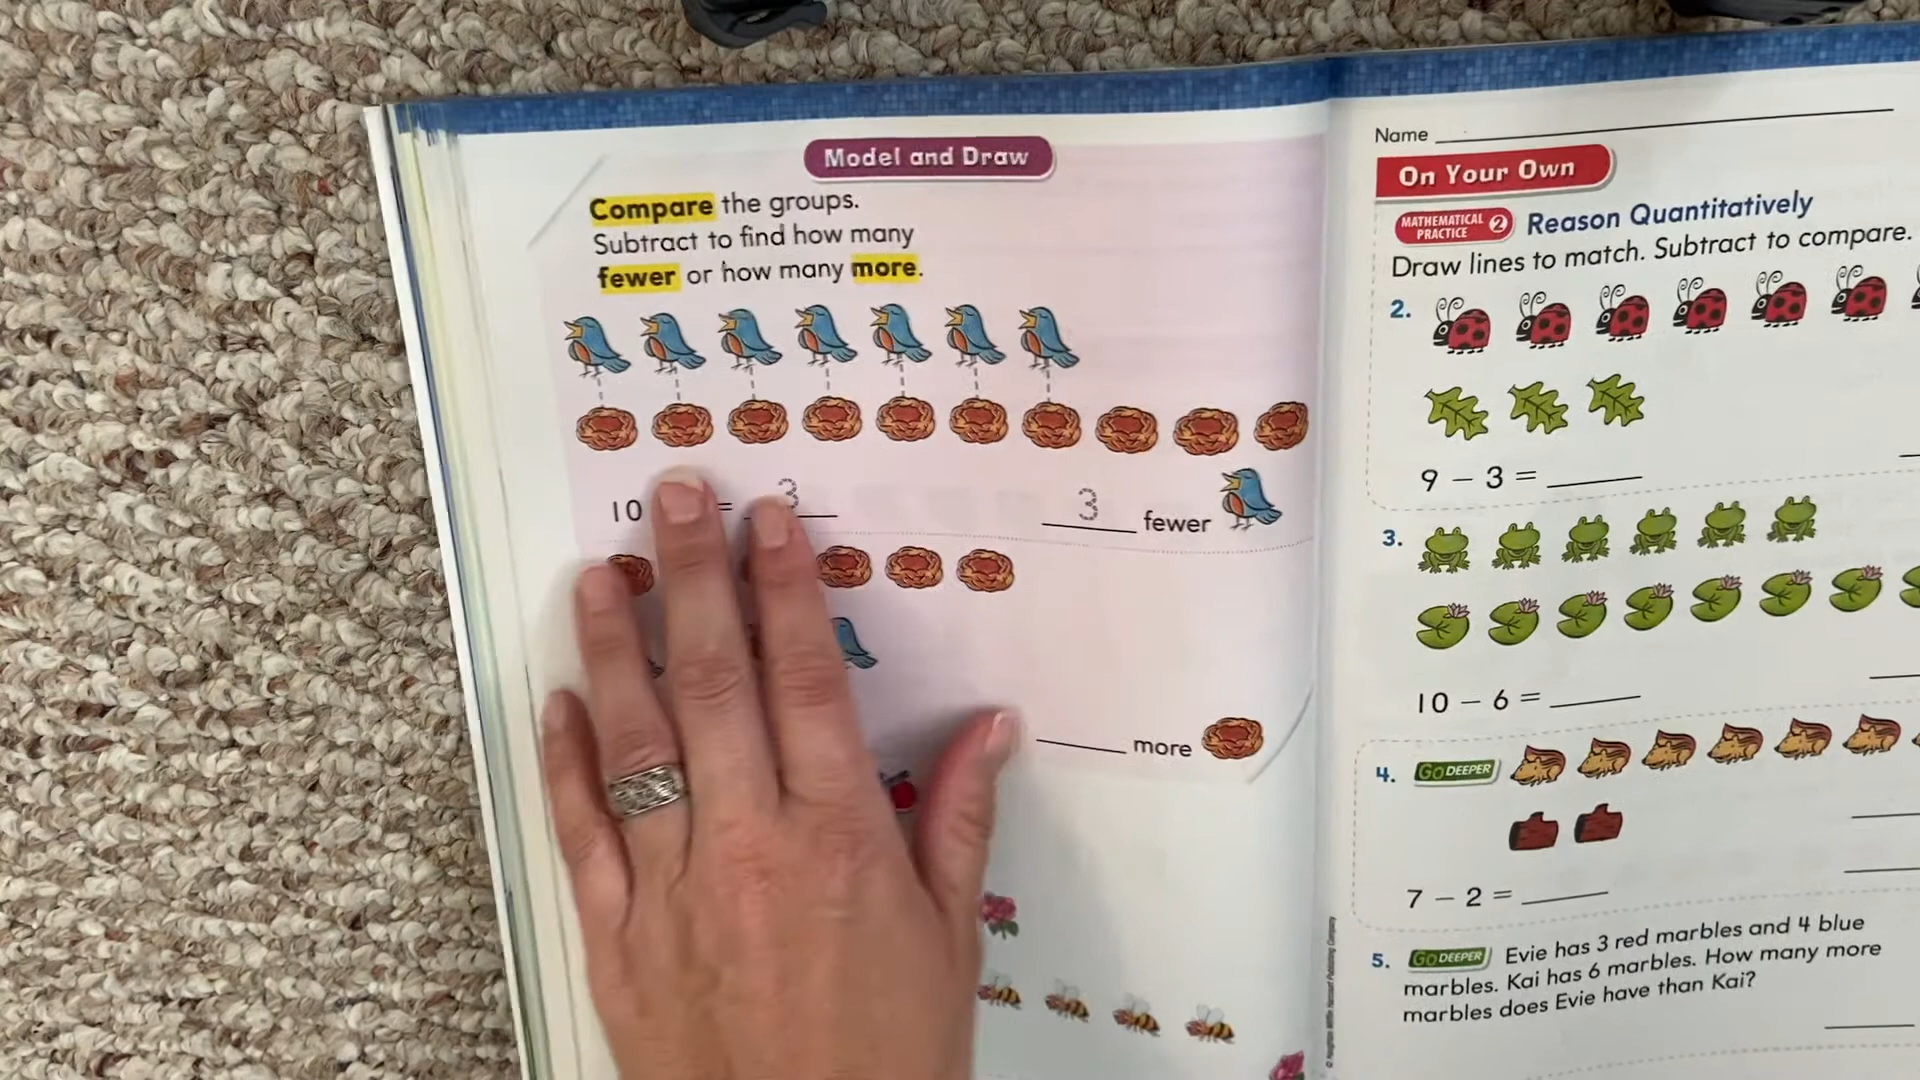 Model and Draw
Compare the groups.
Subtract to find how many
fewer or how many more.
10 = 3
3 fewer
more
Name
On Your Own
MATHEMATICAL
PRACTICE 2 Reason Quantitatively
Draw lines to match. Subtract to compare.
2.
9 − 3 =
3.
10 − 6 =
4. GO DEEPER
7 − 2 =
5. GO DEEPER Evie has 3 red marbles and 4 blue
marbles. Kai has 6 marbles. How many more
marbles does Evie have than Kai?